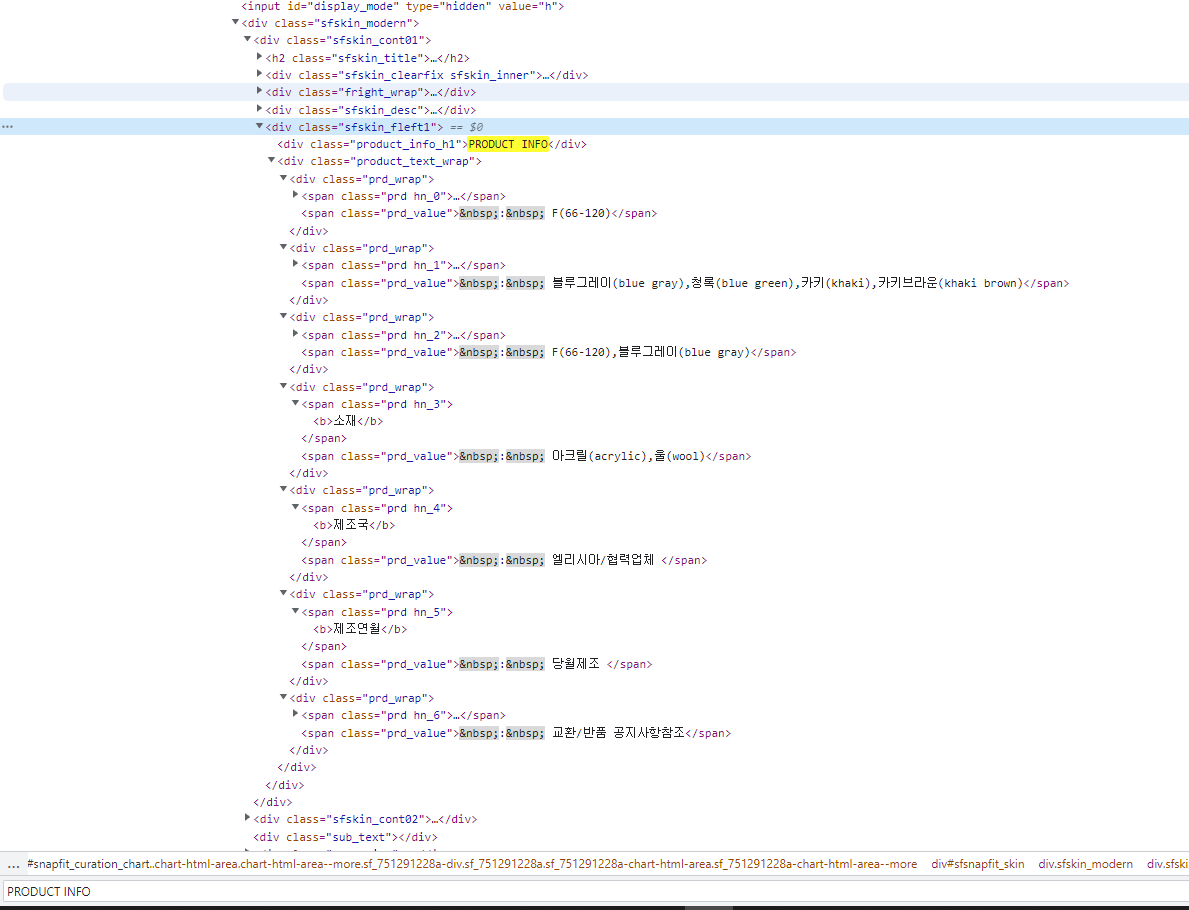 <input id="display_mode" type="hidden" value="h">
<div class="sfskin_modern">
<div class="sfskin_cont01">
<h2 class="sfskin_title">…</h2>
<div class="sfskin_clearfix sfskin_inner">…</div>
<div class="fright_wrap">…</div>
<div class="sfskin_desc">…</div>
<div class="sfskin_fleft1"> == $0
<div class="product_info_h1">PRODUCT INFO</div>
<div class="product_text_wrap">
<div class="prd_wrap">
<span class="prd hn_0">…</span>
<span class="prd_value">&nbsp;:&nbsp; F(66-120)</span>
</div>
<div class="prd_wrap">
<span class="prd hn_1">…</span>
<span class="prd_value">&nbsp;:&nbsp; 블루그레이(blue gray),청록(blue green),카키(khaki),카키브라운(khaki brown)</span>
</div>
<div class="prd_wrap">
<span class="prd hn_2">…</span>
<span class="prd_value">&nbsp;:&nbsp; F(66-120),블루그레이(blue gray)</span>
</div>
<div class="prd_wrap">
<span class="prd hn_3">
<b>소재</b>
</span>
<span class="prd_value">&nbsp;:&nbsp; 아크릴(acrylic),울(wool)</span>
</div>
<div class="prd_wrap">
<span class="prd hn_4">
<b>제조국</b>
</span>
<span class="prd_value">&nbsp;:&nbsp; 엘리시아/협력업체 </span>
</div>
<div class="prd_wrap">
<span class="prd hn_5">
<b>제조연월</b>
</span>
<span class="prd_value">&nbsp;:&nbsp; 당월제조 </span>
</div>
<div class="prd_wrap">
<span class="prd hn_6">…</span>
<span class="prd_value">&nbsp;:&nbsp; 교환/반품 공지사항참조</span>
</div>
</div>
</div>
</div>
<div class="sfskin_cont02">…</div>
<div class="sub_text"></div>
… #snapfit_curation_chart..chart-html-area.chart-html-area--more.sf_751291228a-div.sf_751291228a.sf_751291228a-chart-html-area.sf_751291228a-chart-html-area--more div#sfsnapfit_skin div.sfskin_modern div.sfski
PRODUCT INFO